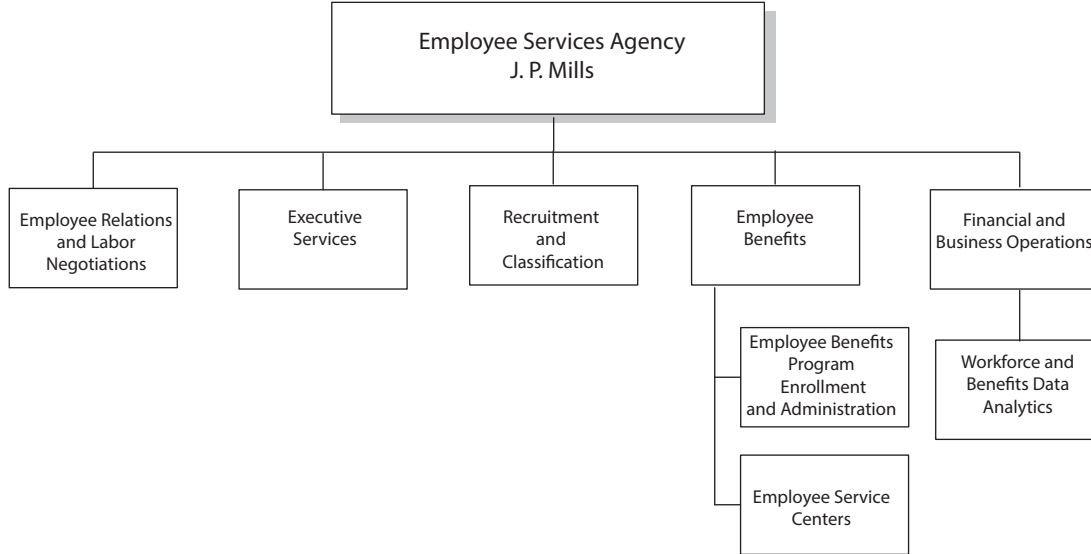 Employee Services Agency
J. P. Mills
Employee Relations
and Labor
Negotiations
Executive
Services
Recruitment
and
Classification
Employee
Benefits
Financial and
Business Operations
Employee Benefits
Program
Enrollment
and Administration
Workforce and
Benefits Data
Analytics
Employee Service
Centers